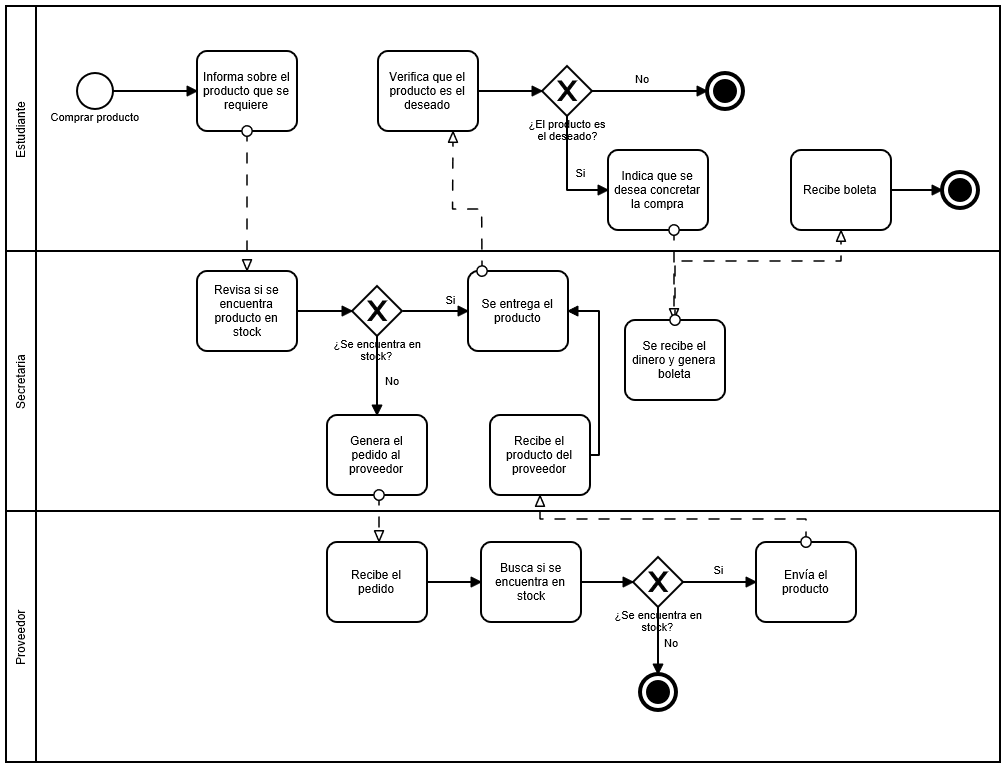 Estudiante
Comprar producto
Informa sobre el
producto que se
requiere
Verifica que el
producto es el
deseado
X
¿El producto es
el deseado?
No
Si
Indica que se
desea concretar
la compra
Recibe boleta
Secretaria
Revisa si se
encuentra
producto en
stock
X
¿Se encuentra en
stock?
Si
No
Se entrega el
producto
Se recibe el
dinero y genera
boleta
Genera el
pedido al
proveedor
Recibe el
producto del
proveedor
Proveedor
Recibe el
pedido
Busca si se
encuentra en
stock
X
¿Se encuentra en
stock?
Si
No
Envía el
producto